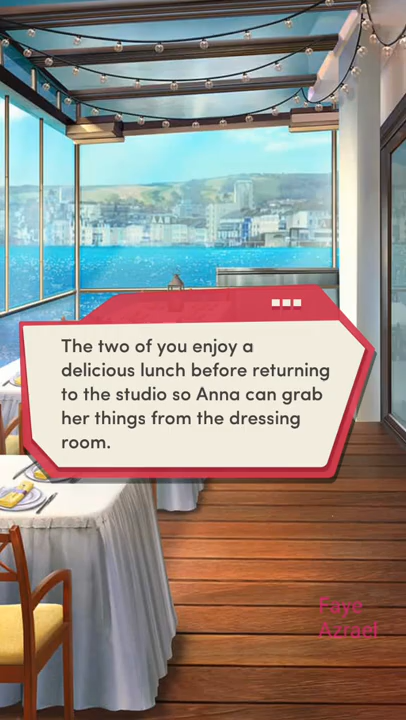 The two of you enjoy a
delicious lunch before returning
to the studio so Anna can grab
her things from the dressing
room.
Faye
Azrael